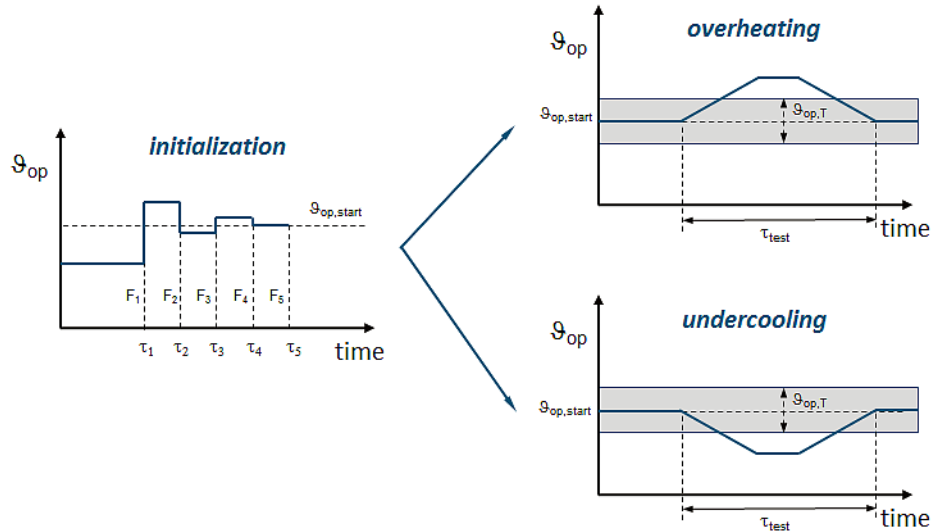 initialization
ϑop
ϑop,start
F1 F2 F3 F4 F5
τ1 τ2 τ3 τ4 τ5 time
overheating
ϑop
ϑop,start
ϑop,T
time
τtest
undercooling
ϑop
ϑop,start
ϑop,T
time
τtest